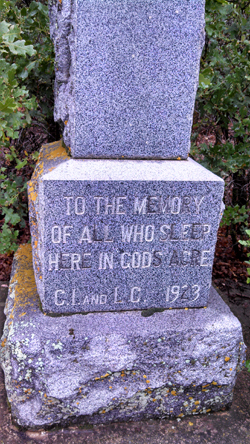 TO THE MEMORY
OF ALL WHO SLEEP
HERE IN GODS ACRE
C.I. AND L.C. 1923